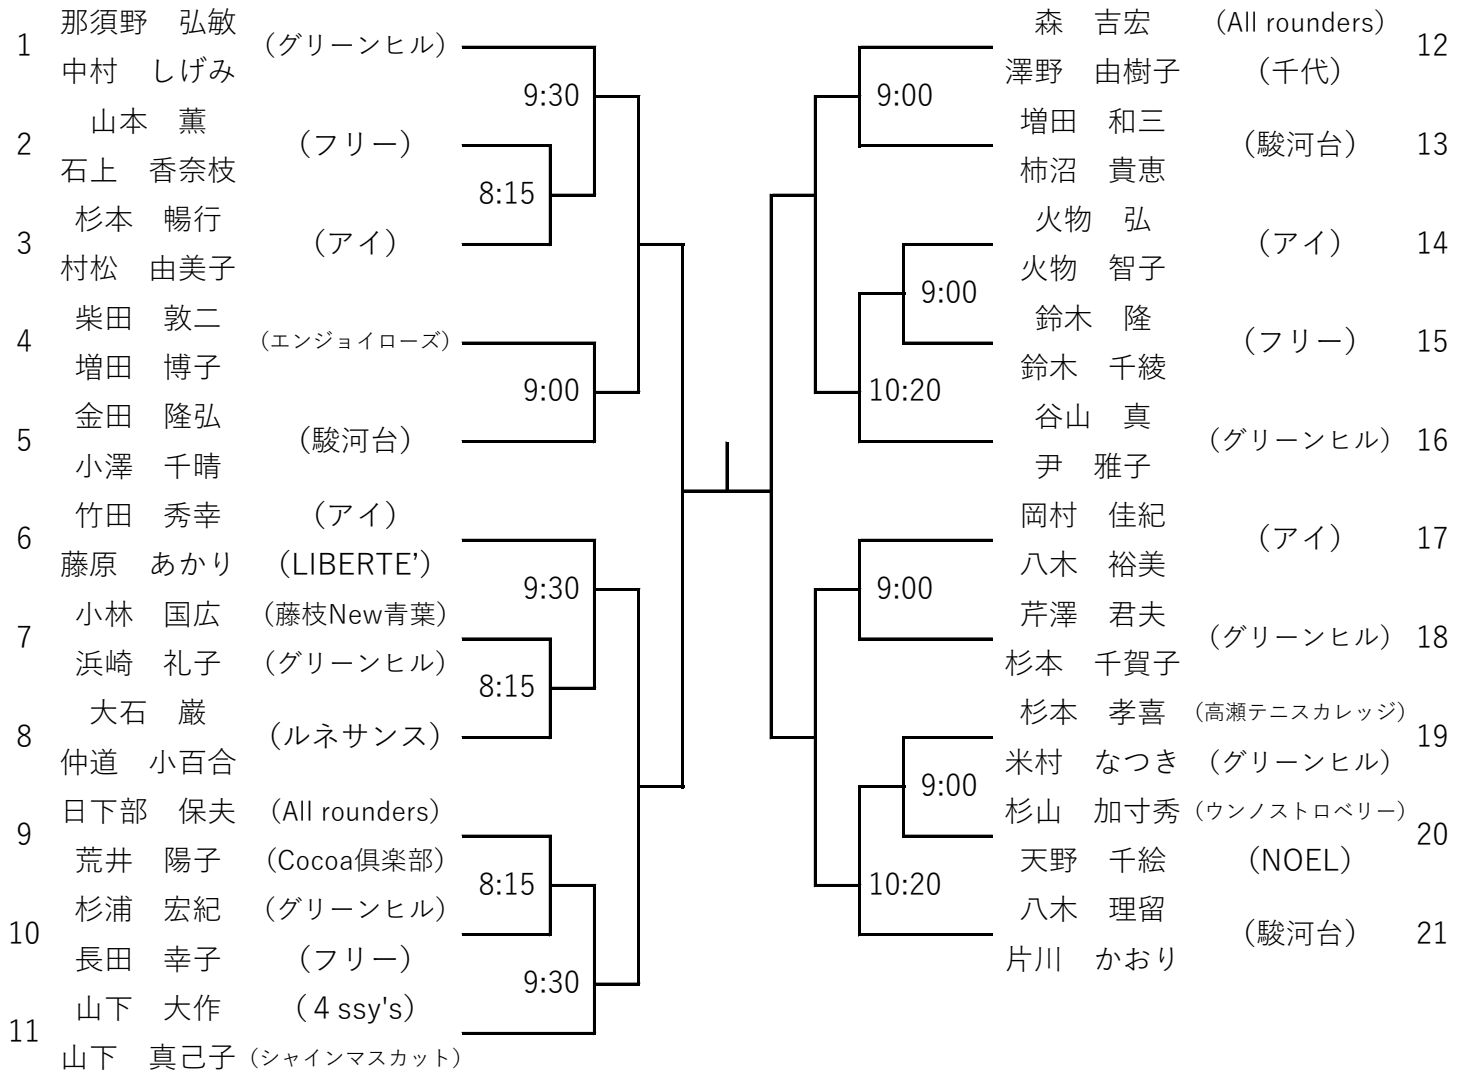 1
那須野　弘敏
中村　しげみ
（グリーンヒル）
2
山本　薫
石上　香奈枝
（フリー）
3
杉本　暢行
村松　由美子
（アイ）
4
柴田　敦二
増田　博子
（エンジョイローズ）
5
金田　隆弘
小澤　千晴
（駿河台）
6
竹田　秀幸　（アイ）
藤原　あかり　（LIBERTE’）
7
小林　国広　（藤枝New青葉）
浜崎　礼子　（グリーンヒル）
8
大石　巌
仲道　小百合
（ルネサンス）
9
日下部　保夫　（All rounders）
荒井　陽子　（Cocoa倶楽部）
10
杉浦　宏紀　（グリーンヒル）
長田　幸子　（フリー）
11
山下　大作　（４ssy's）
山下　真己子　（シャインマスカット）
9:30
8:15
9:00
9:30
8:15
8:15
9:30
9:00
9:00
10:20
9:00
9:00
10:20
森　吉宏　（All rounders）
澤野　由樹子　（千代）
12
増田　和三
柿沼　貴恵
（駿河台）
13
火物　弘
火物　智子
（アイ）
14
鈴木　隆
鈴木　千綾
（フリー）
15
谷山　真
尹　雅子
（グリーンヒル）
16
岡村　佳紀
八木　裕美
（アイ）
17
芹澤　君夫
杉本　千賀子
（グリーンヒル）
18
杉本　孝喜　（高瀬テニスカレッジ）
米村　なつき　（グリーンヒル）
19
杉山　加寸秀　（ウンノストロベリー）
天野　千絵　（NOEL）
20
八木　理留
片川　かおり
（駿河台）
21